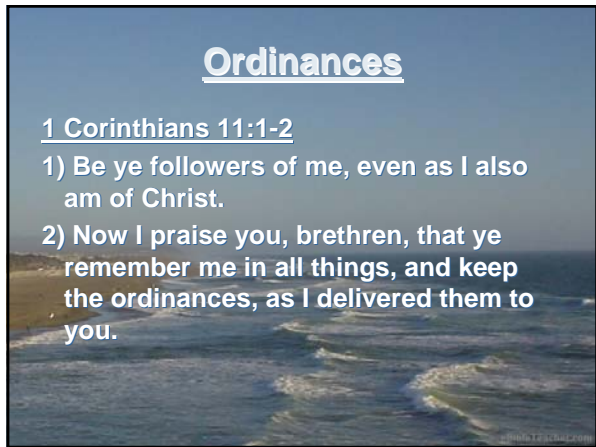 Ordinances
1 Corinthians 11:1-2
1) Be ye followers of me, even as I also
am of Christ.
2) Now I praise you, brethren, that ye
remember me in all things, and keep
the ordinances, as I delivered them to
you.